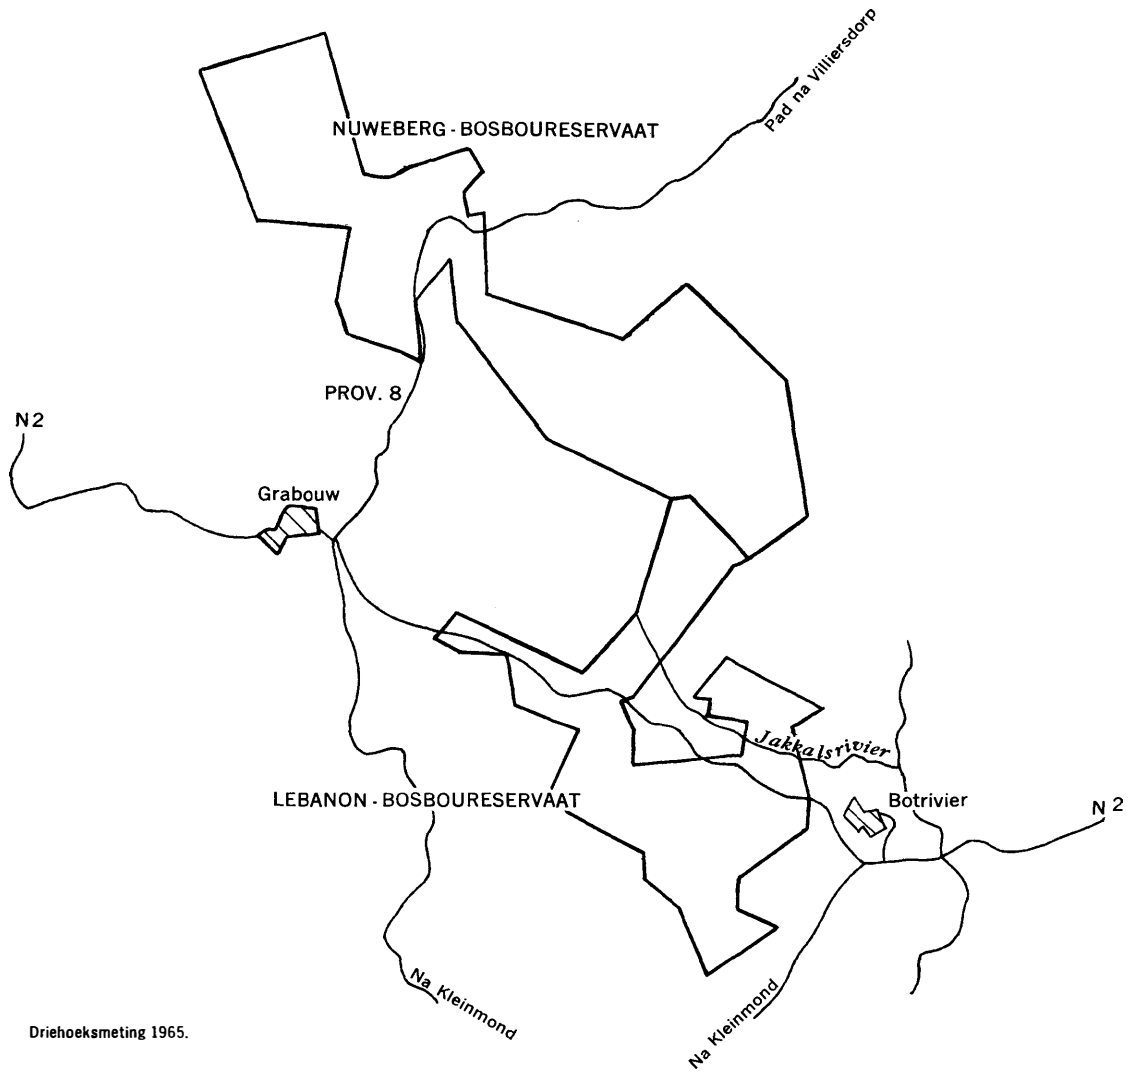 Pad na Villiersdorp
NUWEBERG - BOSBOURESERVAAT
PROV. 8
N2
Grabouw
Jakkalsrivier
LEBANON - BOSBOURESERVAAT
Botrivier
N 2
Na Kleinmond
Na Kleinmond
Driehoeksmeting 1965.